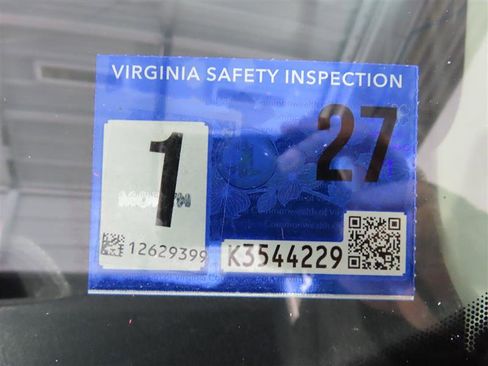 VIRGINIA SAFETY INSPECTION
27
1
MONTH
12629399
K3544229